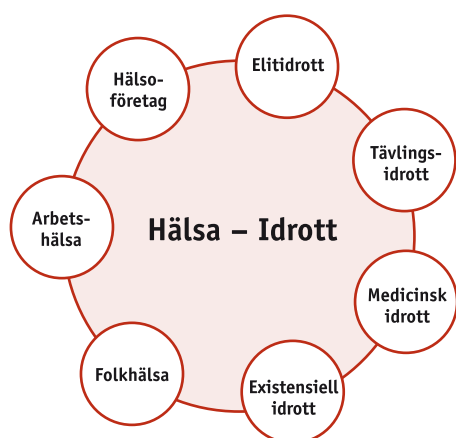 Elitidrott
Hälso-
företag
Tävlings-
idrott
Arbets-
hälsa
Hälsa – Idrott
Medicinsk
idrott
Folkhälsa
Existensiell
idrott